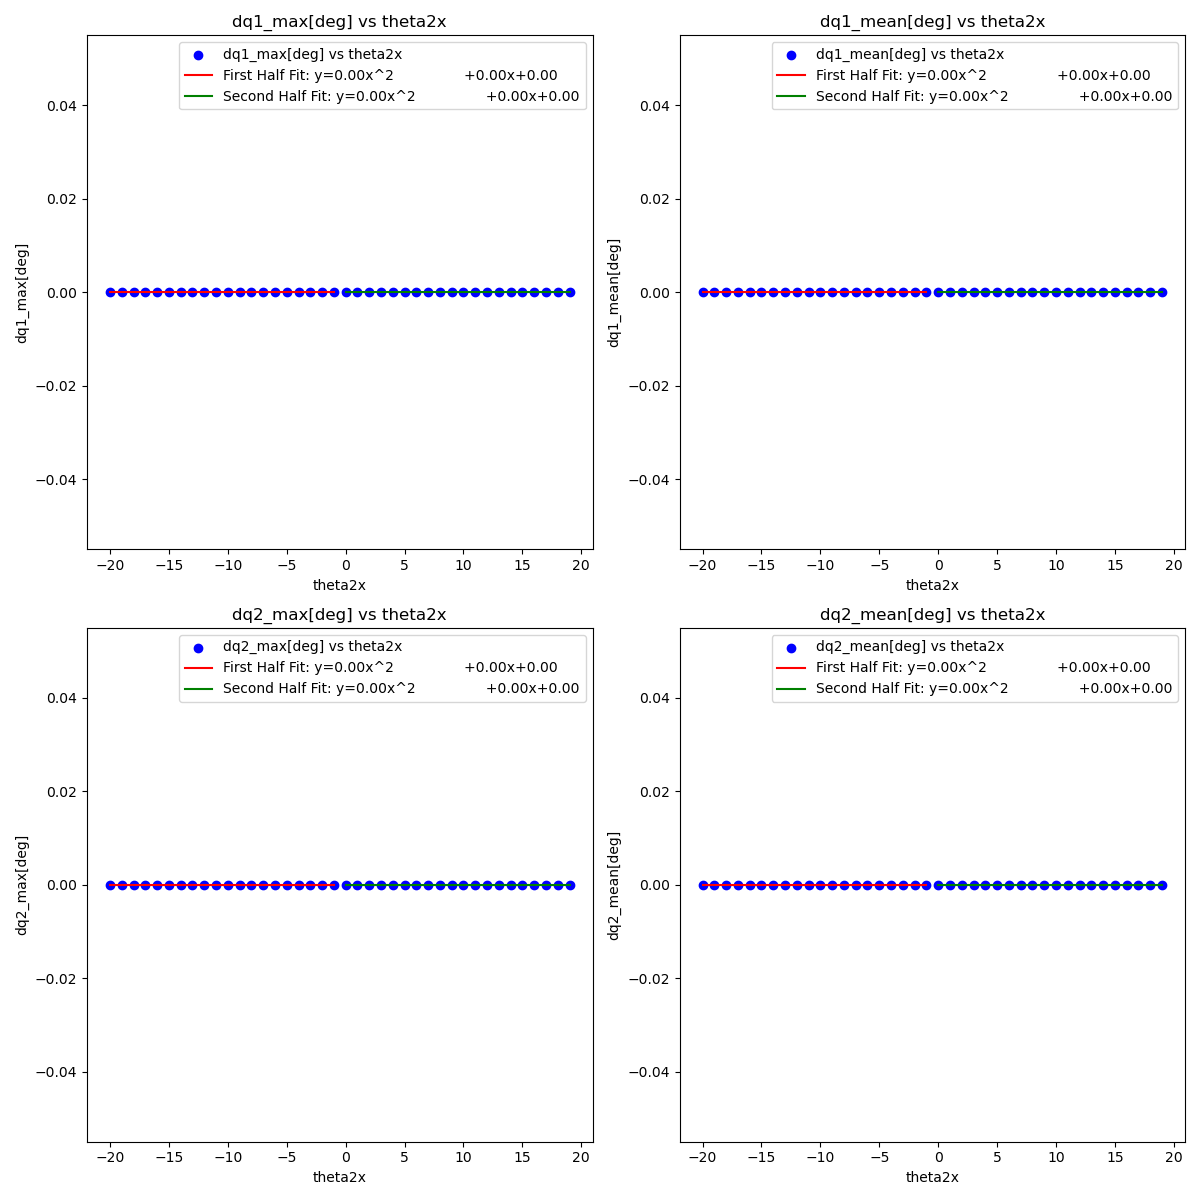 dq1_max[deg] vs theta2x
dq1_max[deg] vs theta2x
First Half Fit: y=0.00x^2 +0.00x+0.00
Second Half Fit: y=0.00x^2 +0.00x+0.00
0.04
0.02
0.00
−0.02
−0.04
dq1_max[deg]
−20 −15 −10 −5 0 5 10 15 20
theta2x
dq1_mean[deg] vs theta2x
dq1_mean[deg] vs theta2x
First Half Fit: y=0.00x^2 +0.00x+0.00
Second Half Fit: y=0.00x^2 +0.00x+0.00
0.04
0.02
0.00
−0.02
−0.04
dq1_mean[deg]
−20 −15 −10 −5 0 5 10 15 20
theta2x
dq2_max[deg] vs theta2x
dq2_max[deg] vs theta2x
First Half Fit: y=0.00x^2 +0.00x+0.00
Second Half Fit: y=0.00x^2 +0.00x+0.00
0.04
0.02
0.00
−0.02
−0.04
dq2_max[deg]
−20 −15 −10 −5 0 5 10 15 20
theta2x
dq2_mean[deg] vs theta2x
dq2_mean[deg] vs theta2x
First Half Fit: y=0.00x^2 +0.00x+0.00
Second Half Fit: y=0.00x^2 +0.00x+0.00
0.04
0.02
0.00
−0.02
−0.04
dq2_mean[deg]
−20 −15 −10 −5 0 5 10 15 20
theta2x